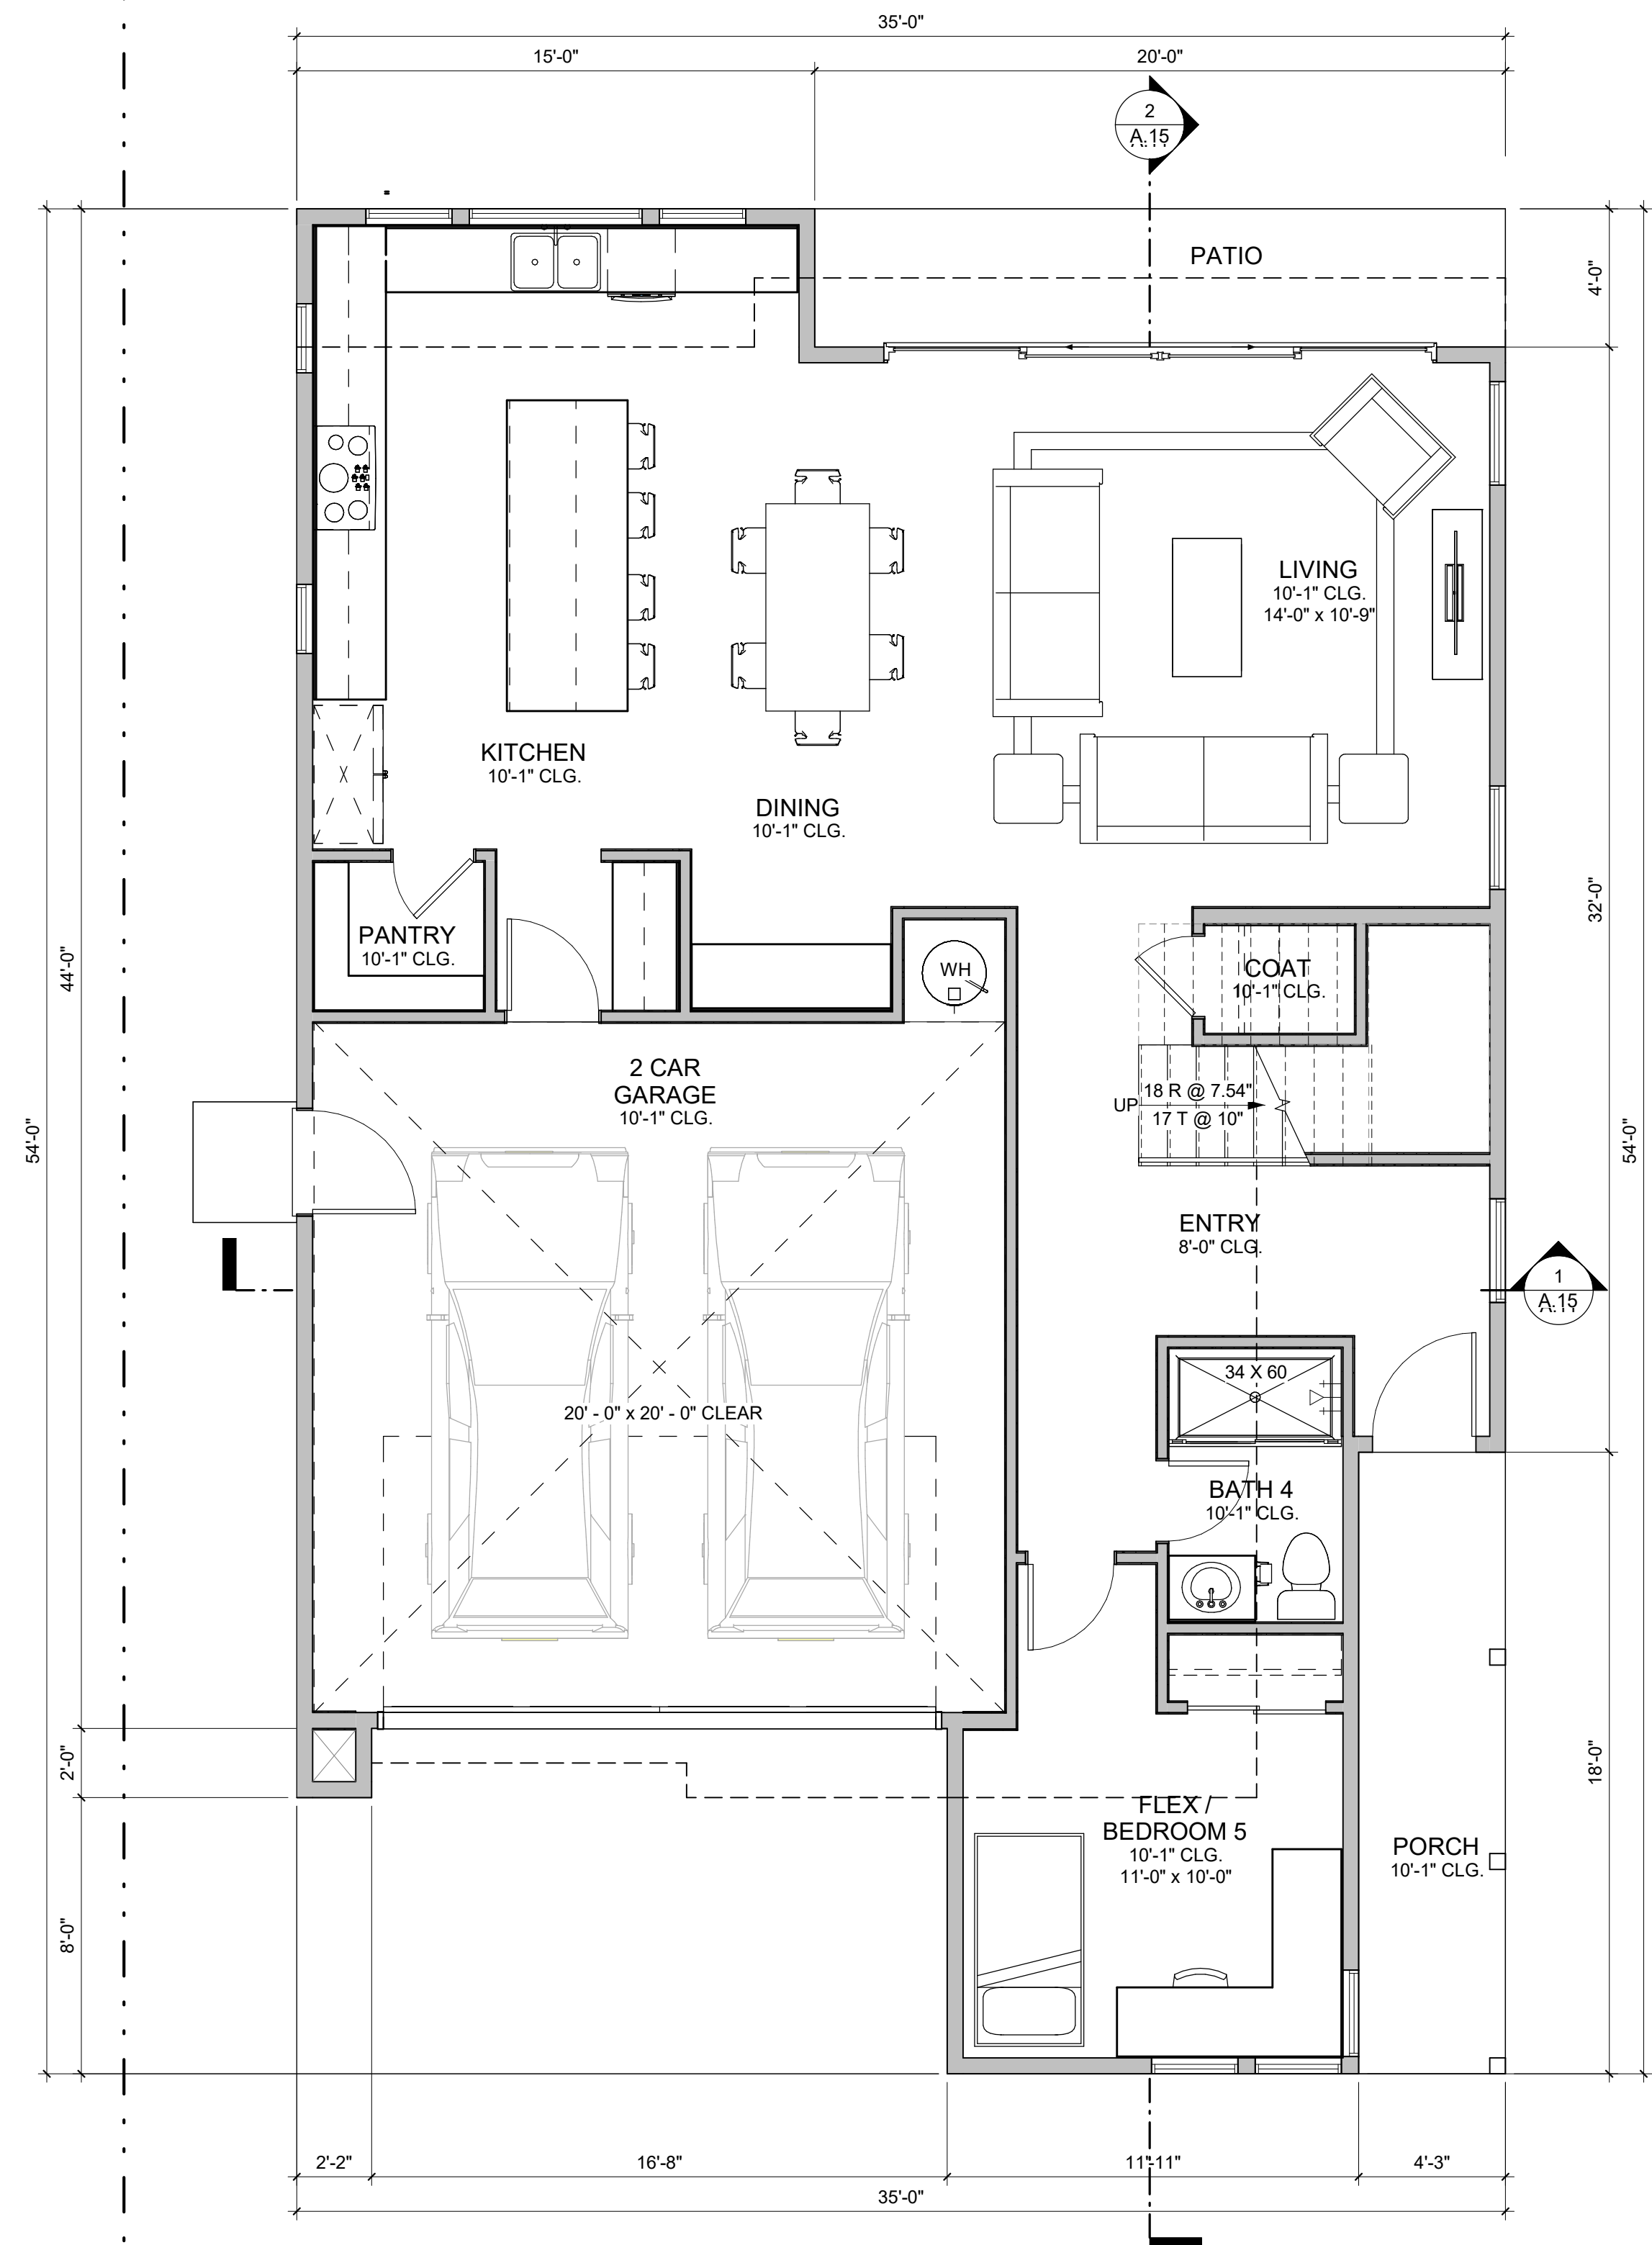 35'-0"
15'-0"
20'-0"
2
A.15
PATIO
4'-0"
LIVING
10'-1" CLG.
14'-0" x 10'-9"
KITCHEN
10'-1" CLG.
DINING
10'-1" CLG.
32'-0"
PANTRY
10'-1" CLG.
WH
COAT
10'-1" CLG.
44'-0"
2 CAR
GARAGE
10'-1" CLG.
UP
18 R @ 7.54"
17 T @ 10"
54'-0"
54'-0"
ENTRY
8'-0" CLG.
1
A.15
34 X 60
20' - 0" x 20' - 0" CLEAR
BATH 4
10'-1" CLG.
2'-0"
18'-0"
FLEX /
BEDROOM 5
10'-1" CLG.
11'-0" x 10'-0"
PORCH
10'-1" CLG.
8'-0"
2'-2"
16'-8"
11'-11"
4'-3"
35'-0"